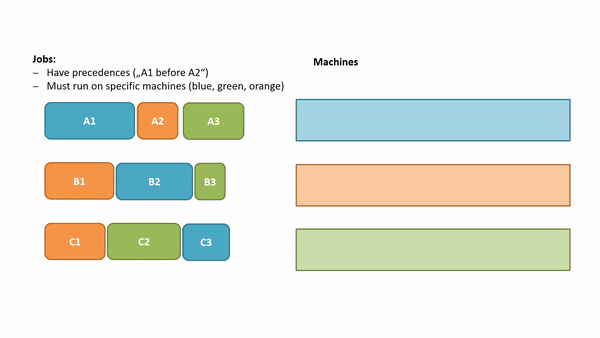 Jobs:
– Have precedences („A1 before A2“)
– Must run on specific machines (blue, green, orange)
Machines
A1 A2 A3
B1 B2 B3
C1 C2 C3